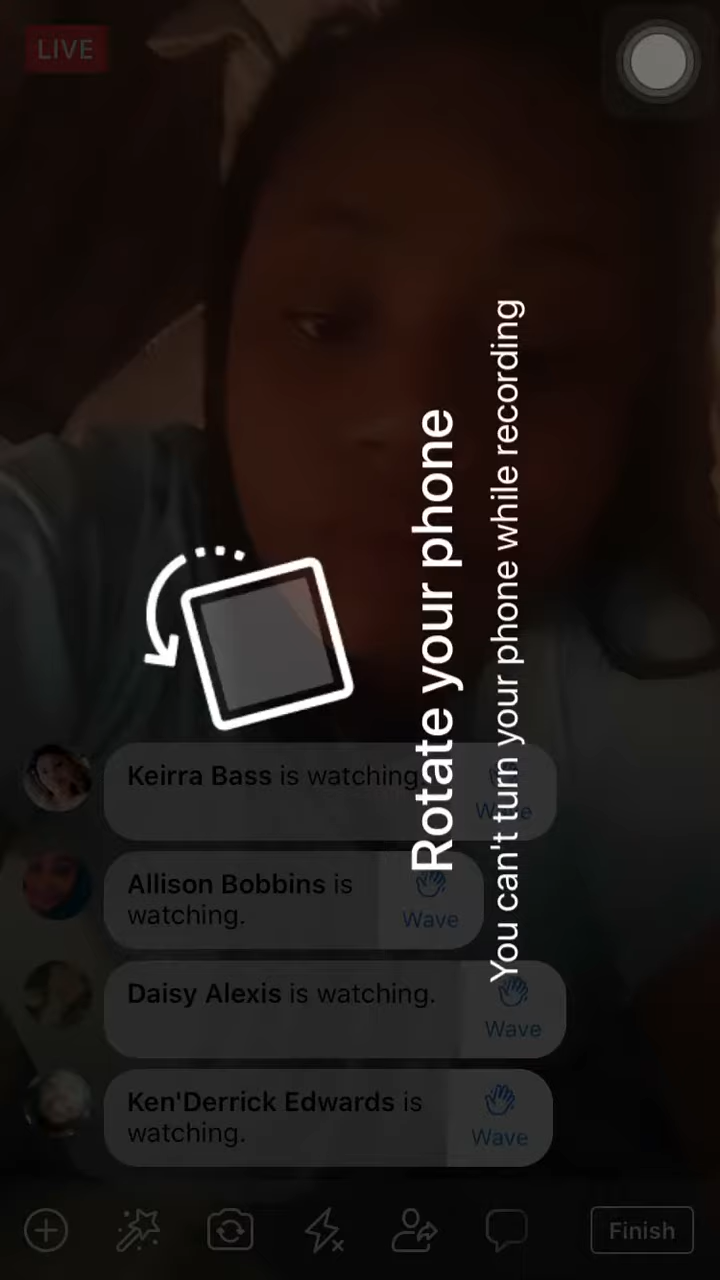 LIVE
Rotate your phone
You can't turn your phone while recording
Keirra Bass is watching.
Wave
Allison Bobbins is
watching.
Wave
Daisy Alexis is watching.
Wave
Ken'Derrick Edwards is
watching.
Wave
Finish